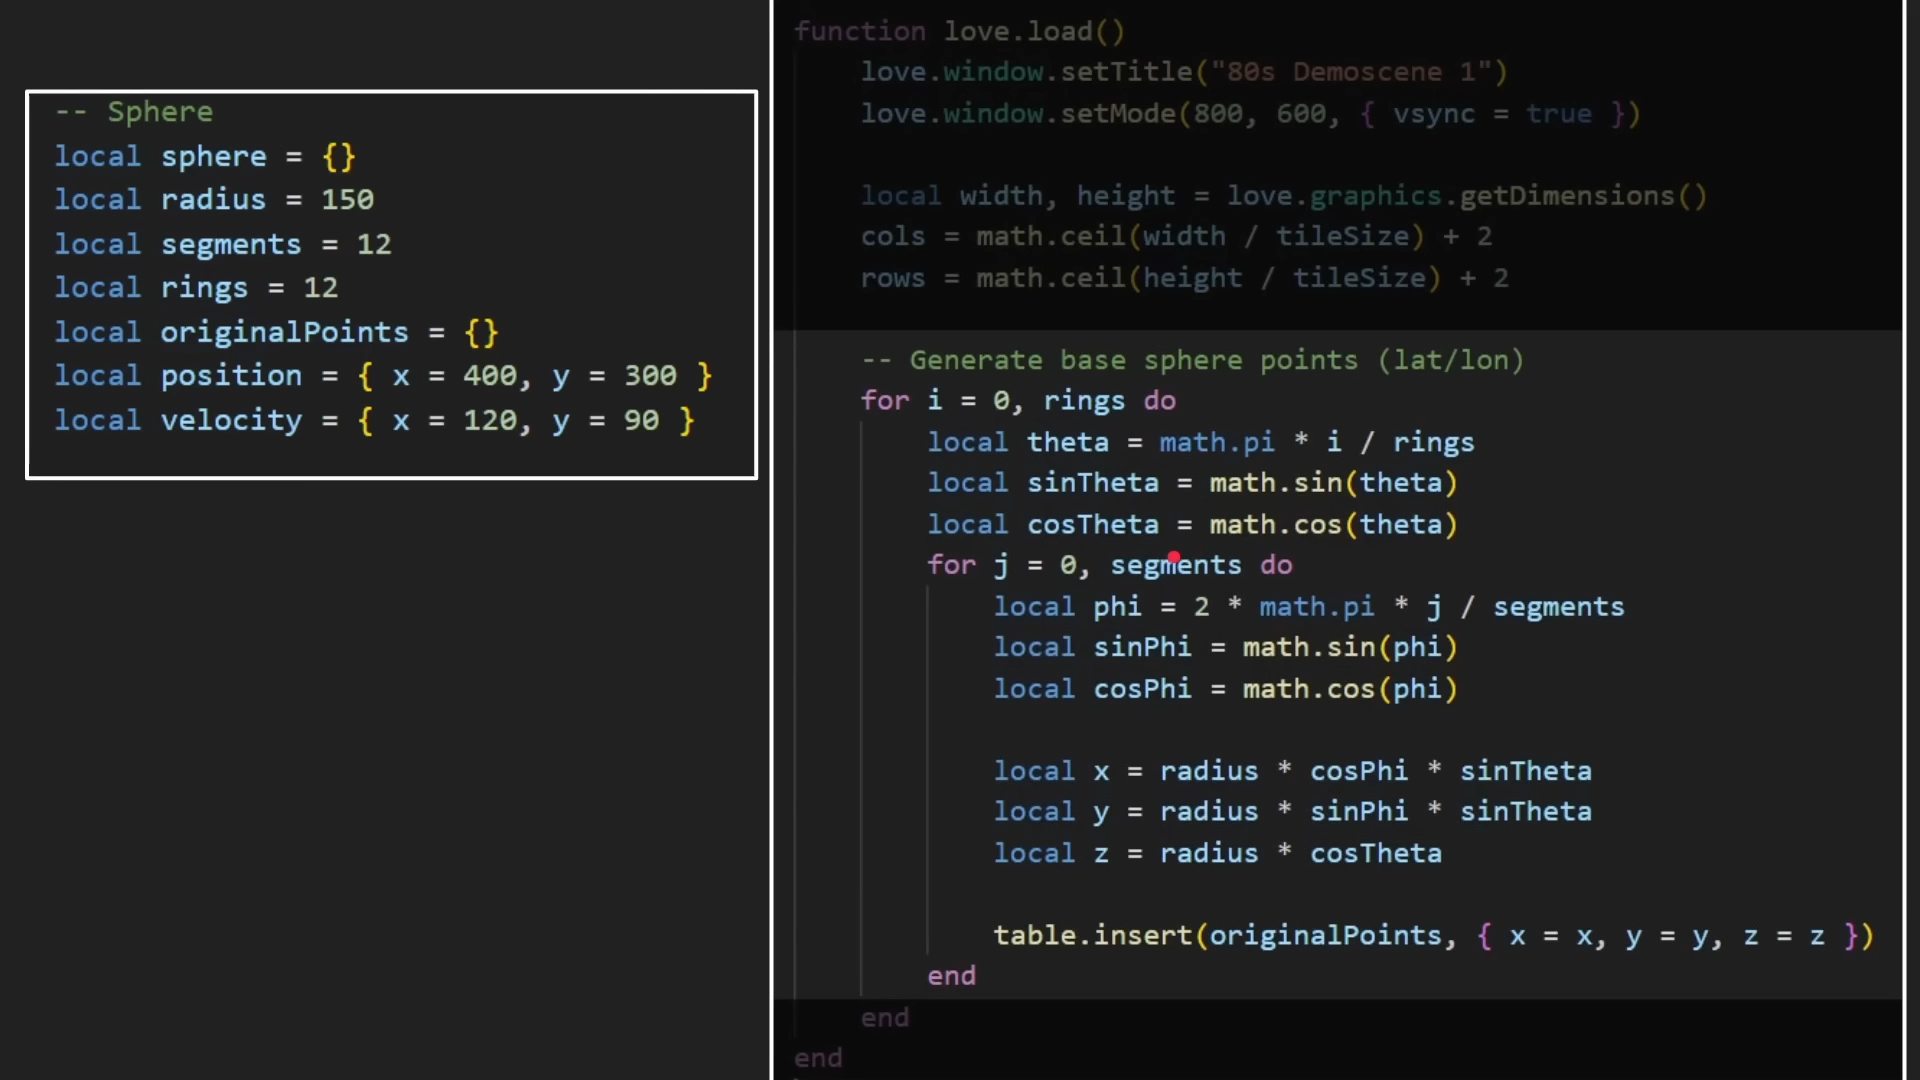 -- Sphere
local sphere = {}
local radius = 150
local segments = 12
local rings = 12
local originalPoints = {}
local position = { x = 400, y = 300 }
local velocity = { x = 120, y = 90 }
function love.load()
love.window.setTitle("80s Demoscene 1")
love.window.setMode(800, 600, { vsync = true })
local width, height = love.graphics.getDimensions()
cols = math.ceil(width / tileSize) + 2
rows = math.ceil(height / tileSize) + 2
-- Generate base sphere points (lat/lon)
for i = 0, rings do
local theta = math.pi * i / rings
local sinTheta = math.sin(theta)
local cosTheta = math.cos(theta)
for j = 0, segments do
local phi = 2 * math.pi * j / segments
local sinPhi = math.sin(phi)
local cosPhi = math.cos(phi)
local x = radius * cosPhi * sinTheta
local y = radius * sinPhi * sinTheta
local z = radius * cosTheta
table.insert(originalPoints, { x = x, y = y, z = z })
end
end
end